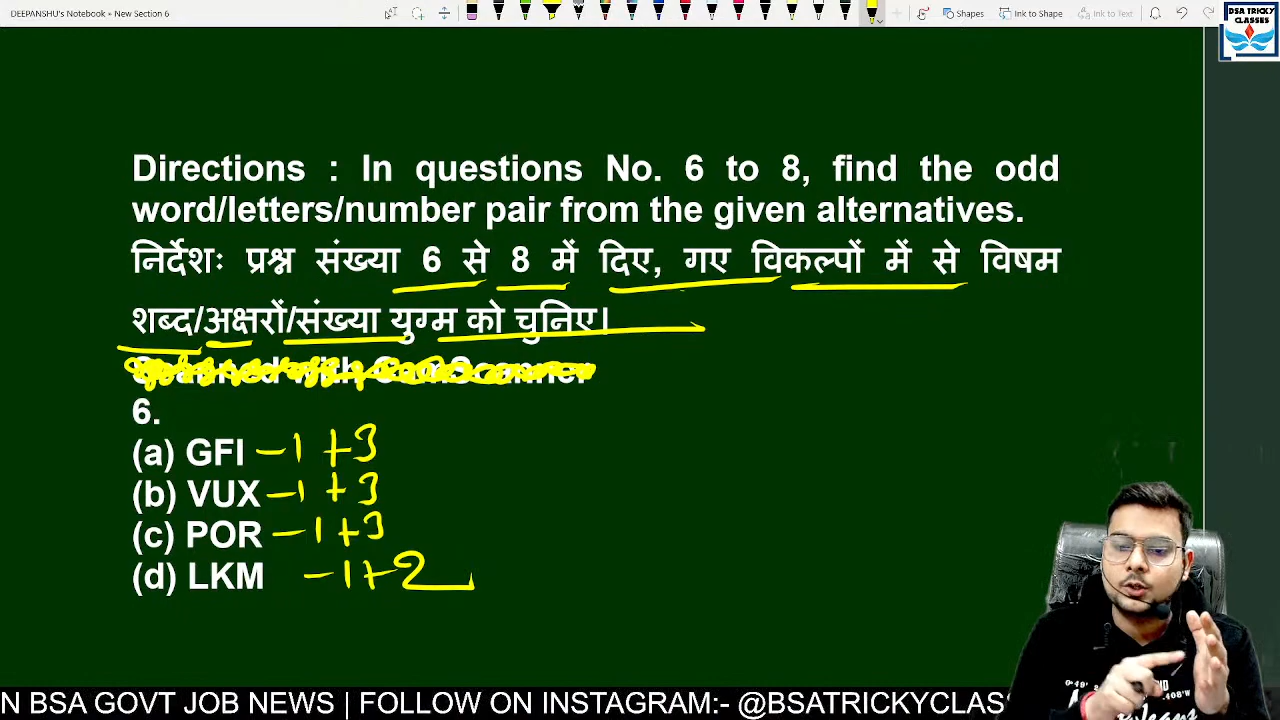 DEEPANSHU's Notebook » New Section 6
Shapes
Ink to Shape
Ink to Text
BSA TRICKY
CLASSES
Directions : In questions No. 6 to 8, find the odd
word/letters/number pair from the given alternatives.
निर्देशः प्रश्न संख्या 6 से 8 में दिए, गए विकल्पों में से विषम
शब्द/अक्षरों/संख्या युग्म को चुनिए।
Scanned with CamScanner
6.
(a) GFI -1 +3
(b) VUX -1 +3
(c) POR -1 +3
(d) LKM -1 +2
N BSA GOVT JOB NEWS | FOLLOW ON INSTAGRAM:- @BSATRICKYCLAS